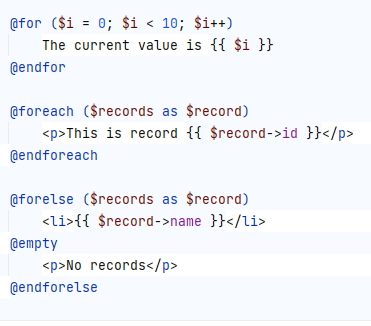 @for ($i = 0; $i < 10; $i++)
    The current value is {{ $i }}
@endfor

@foreach ($records as $record)
    <p>This is record {{ $record->id }}</p>
@endforeach

@forelse ($records as $record)
    <li>{{ $record->name }}</li>
@empty
    <p>No records</p>
@endforelse